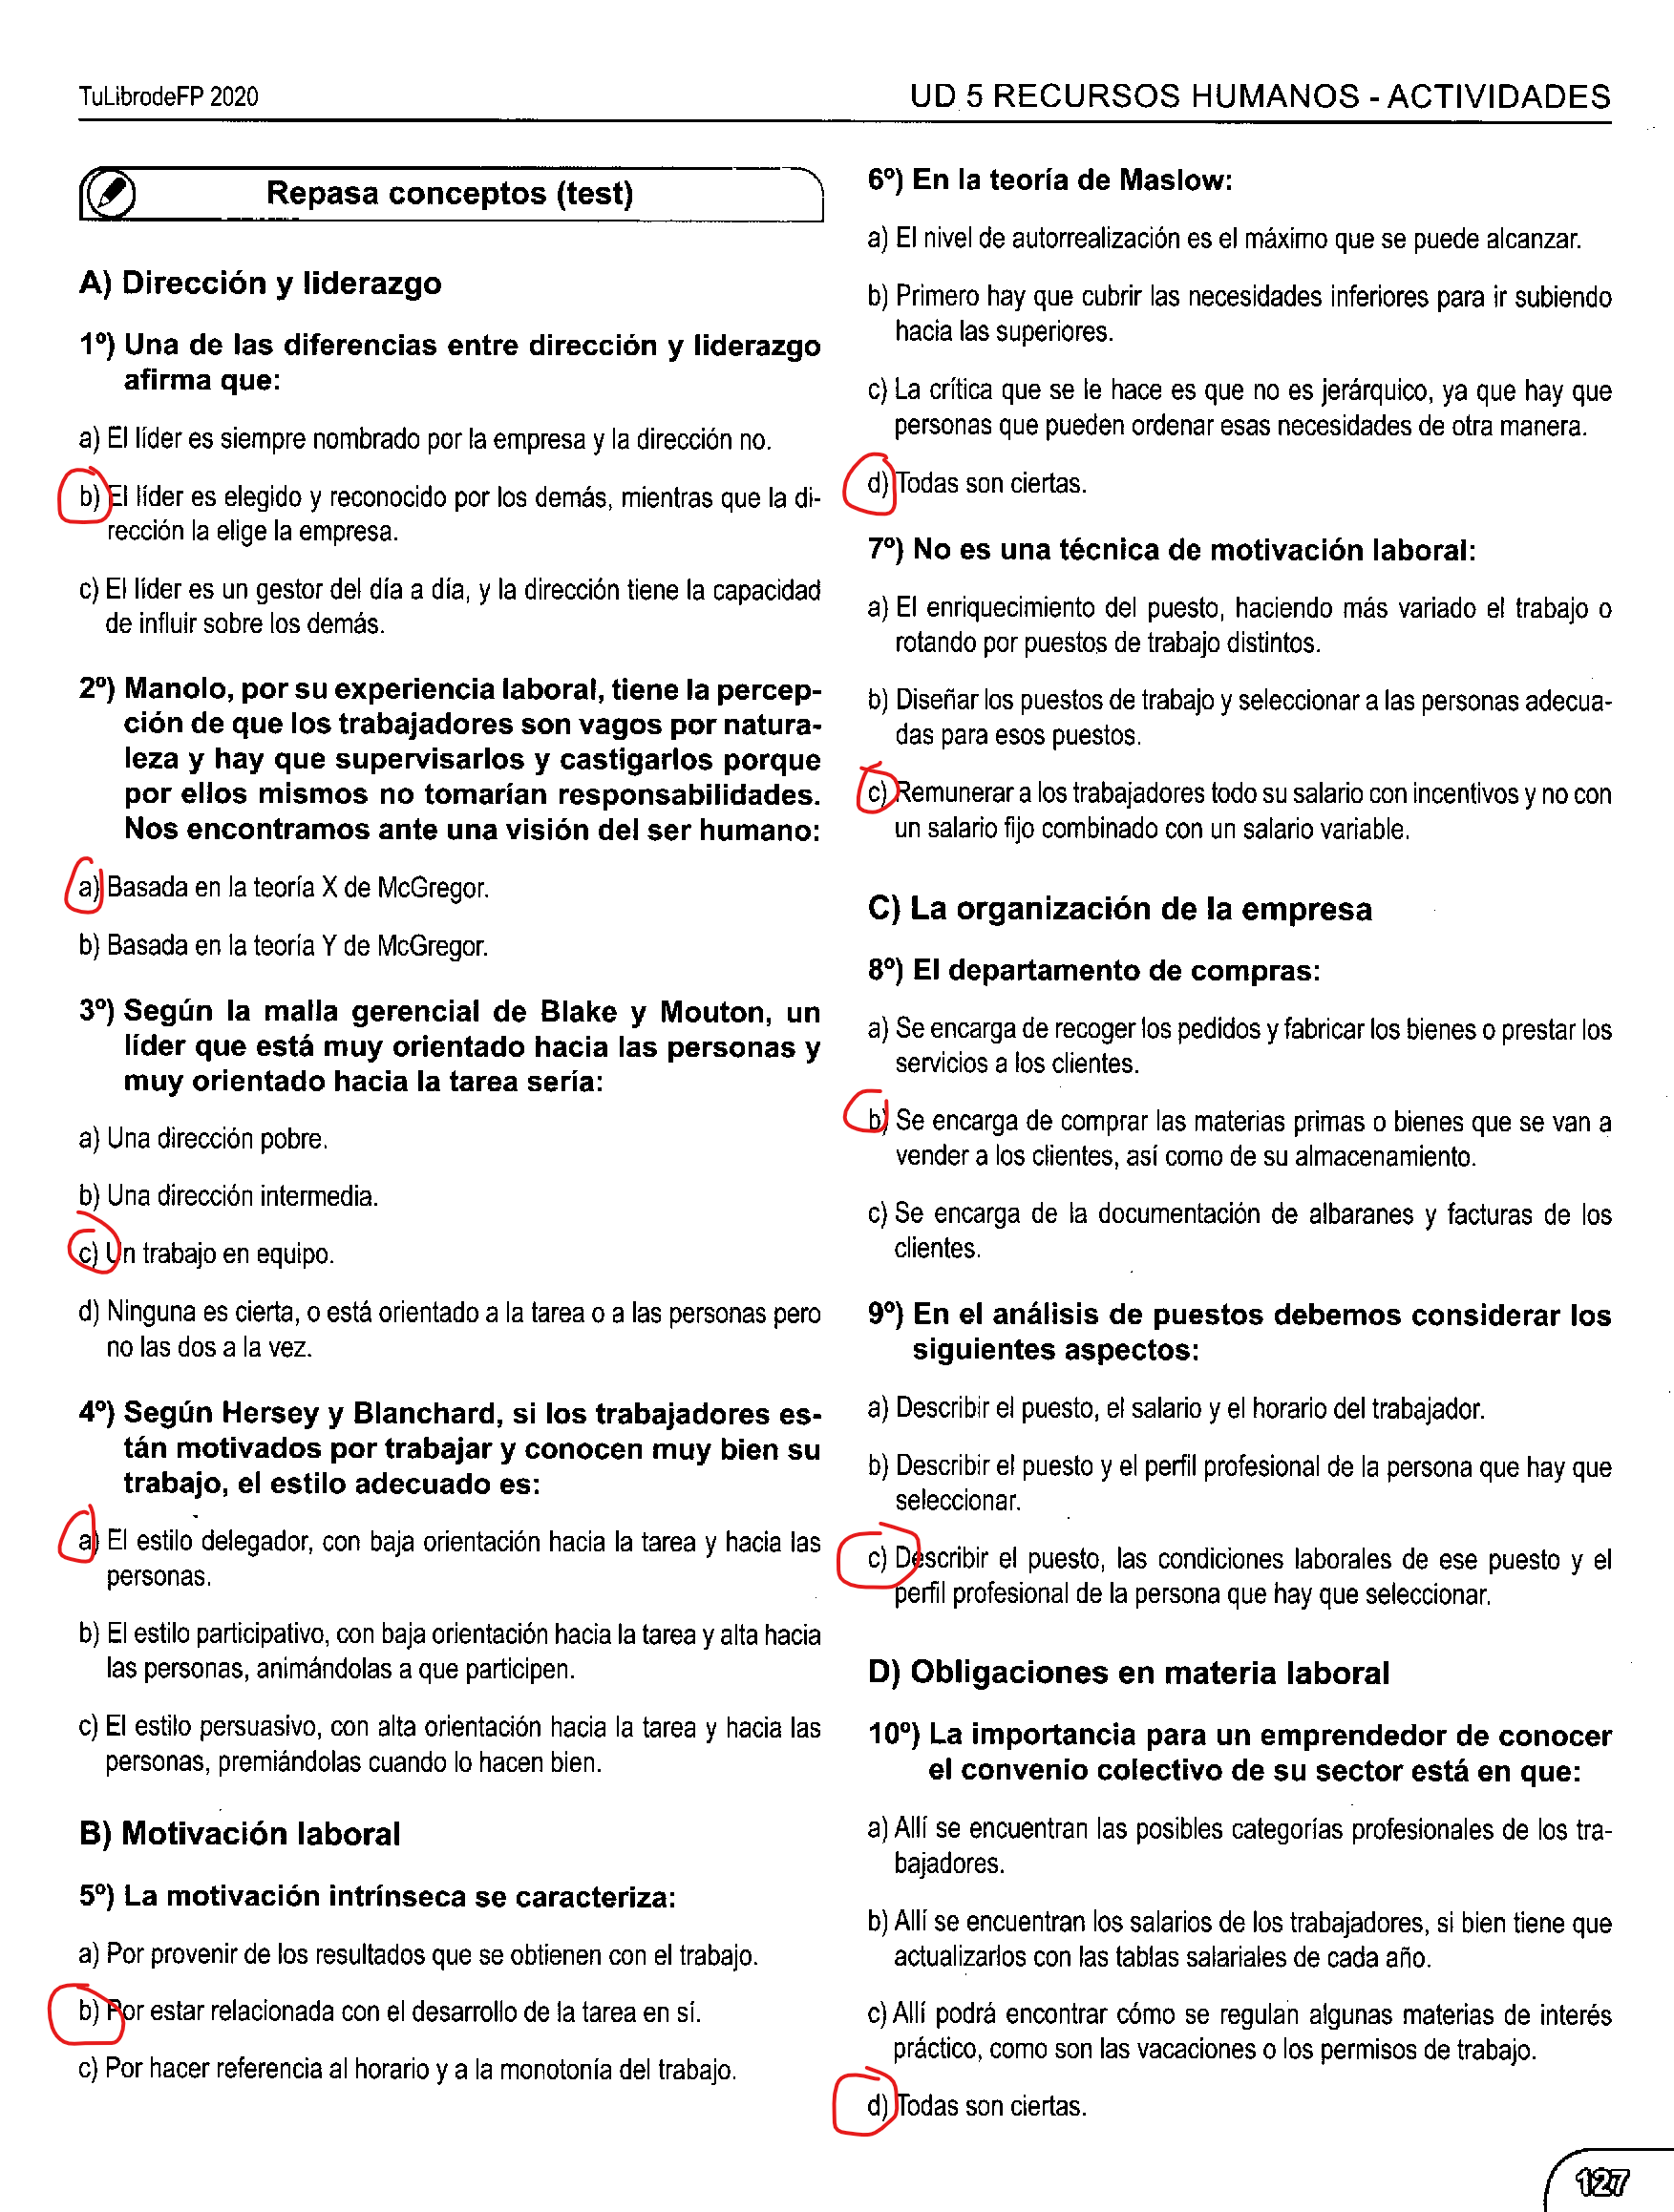 TuLibrodeFP 2020
UD 5 RECURSOS HUMANOS - ACTIVIDADES
Repasa conceptos (test)
A) Dirección y liderazgo
1º) Una de las diferencias entre dirección y liderazgo
afirma que:
a) El líder es siempre nombrado por la empresa y la dirección no.
b) El líder es elegido y reconocido por los demás, mientras que la di-
rección la elige la empresa.
c) El líder es un gestor del día a día, y la dirección tiene la capacidad
de influir sobre los demás.
2º) Manolo, por su experiencia laboral, tiene la percep-
ción de que los trabajadores son vagos por natura-
leza y hay que supervisarlos y castigarlos porque
por ellos mismos no tomarían responsabilidades.
Nos encontramos ante una visión del ser humano:
a) Basada en la teoría X de McGregor.
b) Basada en la teoría Y de McGregor.
3º) Según la malla gerencial de Blake y Mouton, un
líder que está muy orientado hacia las personas y
muy orientado hacia la tarea sería:
a) Una dirección pobre.
b) Una dirección intermedia.
c) Un trabajo en equipo.
d) Ninguna es cierta, o está orientado a la tarea o a las personas pero
no las dos a la vez.
4º) Según Hersey y Blanchard, si los trabajadores es-
tán motivados por trabajar y conocen muy bien su
trabajo, el estilo adecuado es:
a) El estilo delegador, con baja orientación hacia la tarea y hacia las
personas.
b) El estilo participativo, con baja orientación hacia la tarea y alta hacia
las personas, animándolas a que participen.
c) El estilo persuasivo, con alta orientación hacia la tarea y hacia las
personas, premiándolas cuando lo hacen bien.
B) Motivación laboral
5º) La motivación intrínseca se caracteriza:
a) Por provenir de los resultados que se obtienen con el trabajo.
b) Por estar relacionada con el desarrollo de la tarea en sí.
c) Por hacer referencia al horario y a la monotonía del trabajo.
6º) En la teoría de Maslow:
a) El nivel de autorrealización es el máximo que se puede alcanzar.
b) Primero hay que cubrir las necesidades inferiores para ir subiendo
hacia las superiores.
c) La crítica que se le hace es que no es jerárquico, ya que hay que
personas que pueden ordenar esas necesidades de otra manera.
d) Todas son ciertas.
7º) No es una técnica de motivación laboral:
a) El enriquecimiento del puesto, haciendo más variado el trabajo o
rotando por puestos de trabajo distintos.
b) Diseñar los puestos de trabajo y seleccionar a las personas adecua-
das para esos puestos.
c) Remunerar a los trabajadores todo su salario con incentivos y no con
un salario fijo combinado con un salario variable.
C) La organización de la empresa
8º) El departamento de compras:
a) Se encarga de recoger los pedidos y fabricar los bienes o prestar los
servicios a los clientes.
b) Se encarga de comprar las materias primas o bienes que se van a
vender a los clientes, así como de su almacenamiento.
c) Se encarga de la documentación de albaranes y facturas de los
clientes.
9º) En el análisis de puestos debemos considerar los
siguientes aspectos:
a) Describir el puesto, el salario y el horario del trabajador.
b) Describir el puesto y el perfil profesional de la persona que hay que
seleccionar.
c) Describir el puesto, las condiciones laborales de ese puesto y el
perfil profesional de la persona que hay que seleccionar.
D) Obligaciones en materia laboral
10º) La importancia para un emprendedor de conocer
el convenio colectivo de su sector está en que:
a) Allí se encuentran las posibles categorías profesionales de los tra-
bajadores.
b) Allí se encuentran los salarios de los trabajadores, si bien tiene que
actualizarlos con las tablas salariales de cada año.
c) Allí podrá encontrar cómo se regulan algunas materias de interés
práctico, como son las vacaciones o los permisos de trabajo.
d) Todas son ciertas.
127